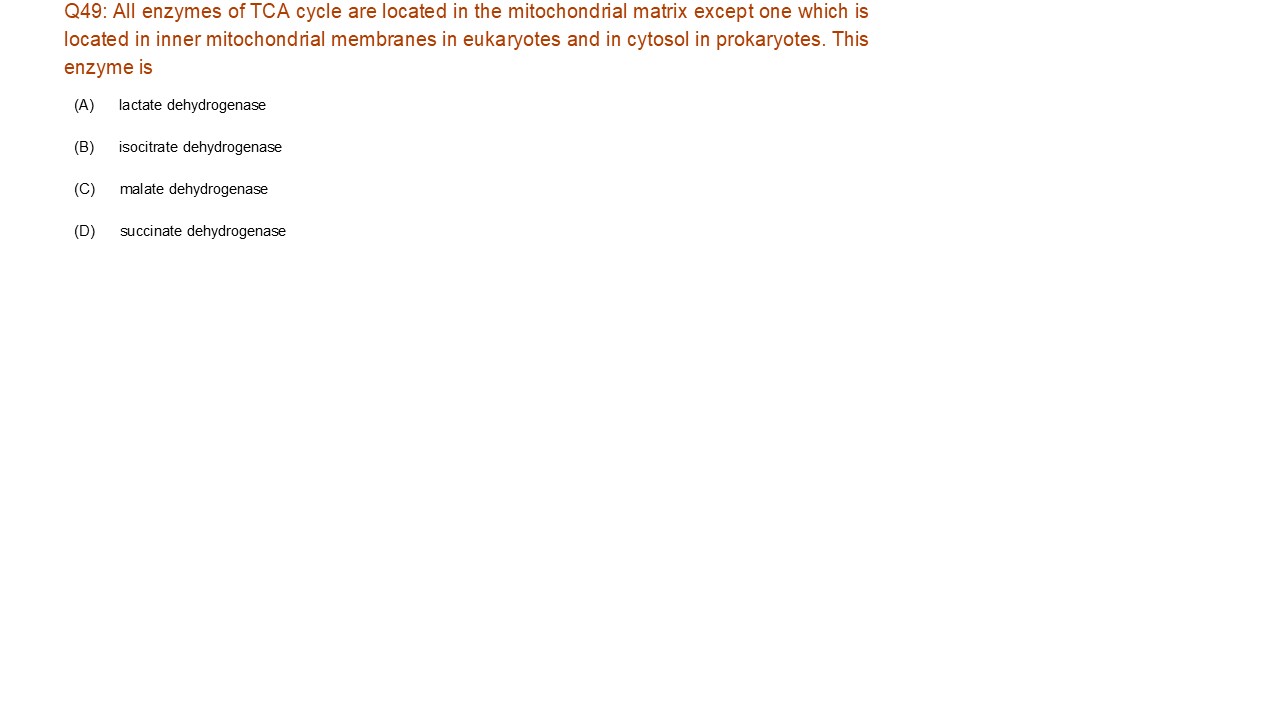 Q49: All enzymes of TCA cycle are located in the mitochondrial matrix except one which is
located in inner mitochondrial membranes in eukaryotes and in cytosol in prokaryotes. This
enzyme is
(A) lactate dehydrogenase
(B) isocitrate dehydrogenase
(C) malate dehydrogenase
(D) succinate dehydrogenase